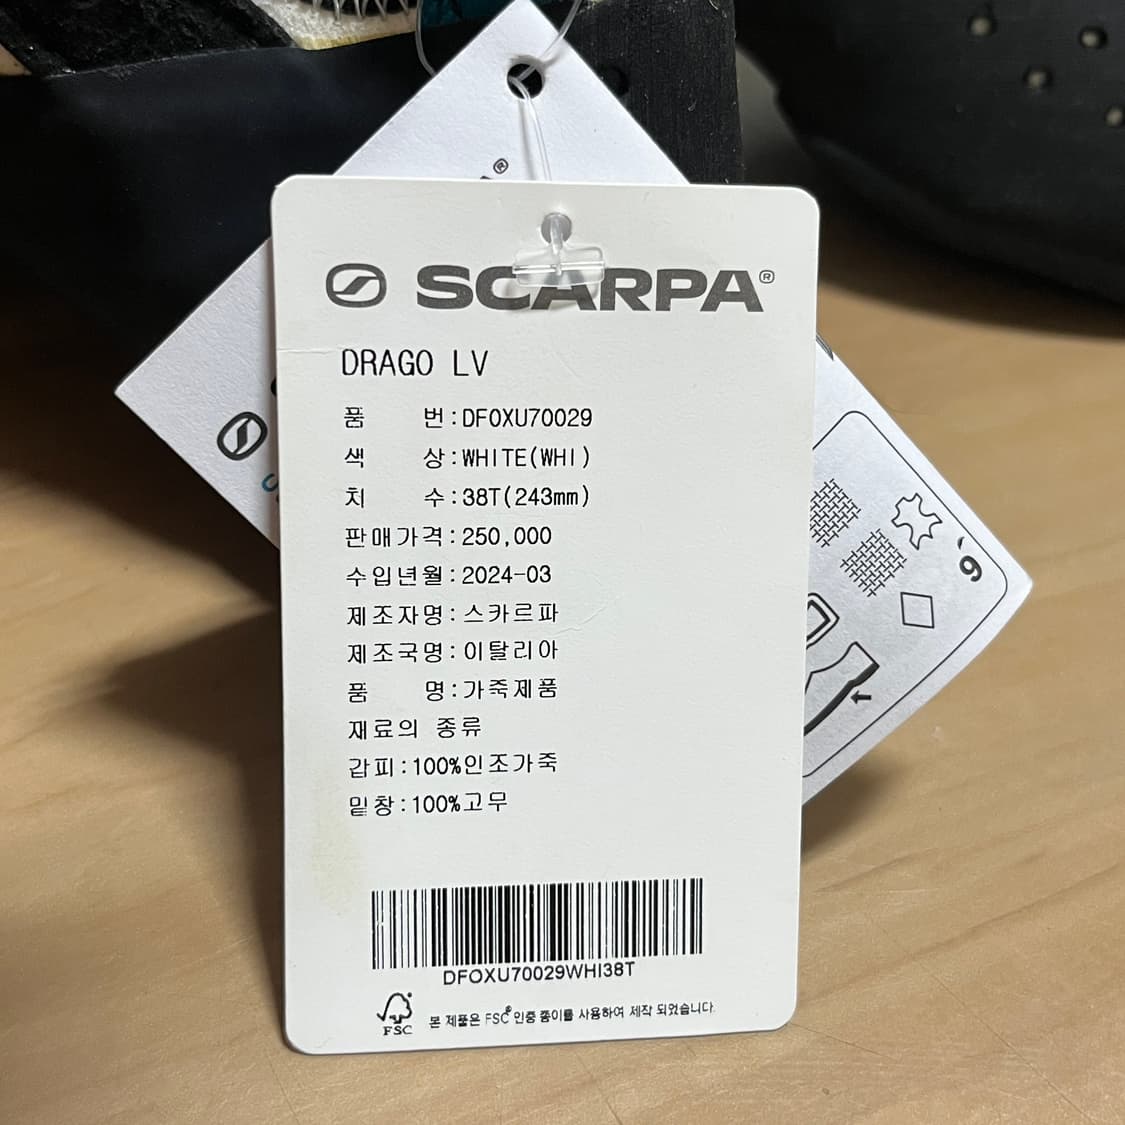 SCARPA®
DRAGO LV
품 번:DFOXU70029
색 상:WHITE(WHI)
치 수:38T(243mm)
판매가격:250,000
수입년월:2024-03
제조자명:스카르파
제조국명:이탈리아
품 명:가죽제품
재료의 종류
갑피:100%인조가죽
밑창:100%고무
DFOXU70029WHI38T
FSC
본 제품은 FSC® 인증 종이를 사용하여 제작 되었습니다.